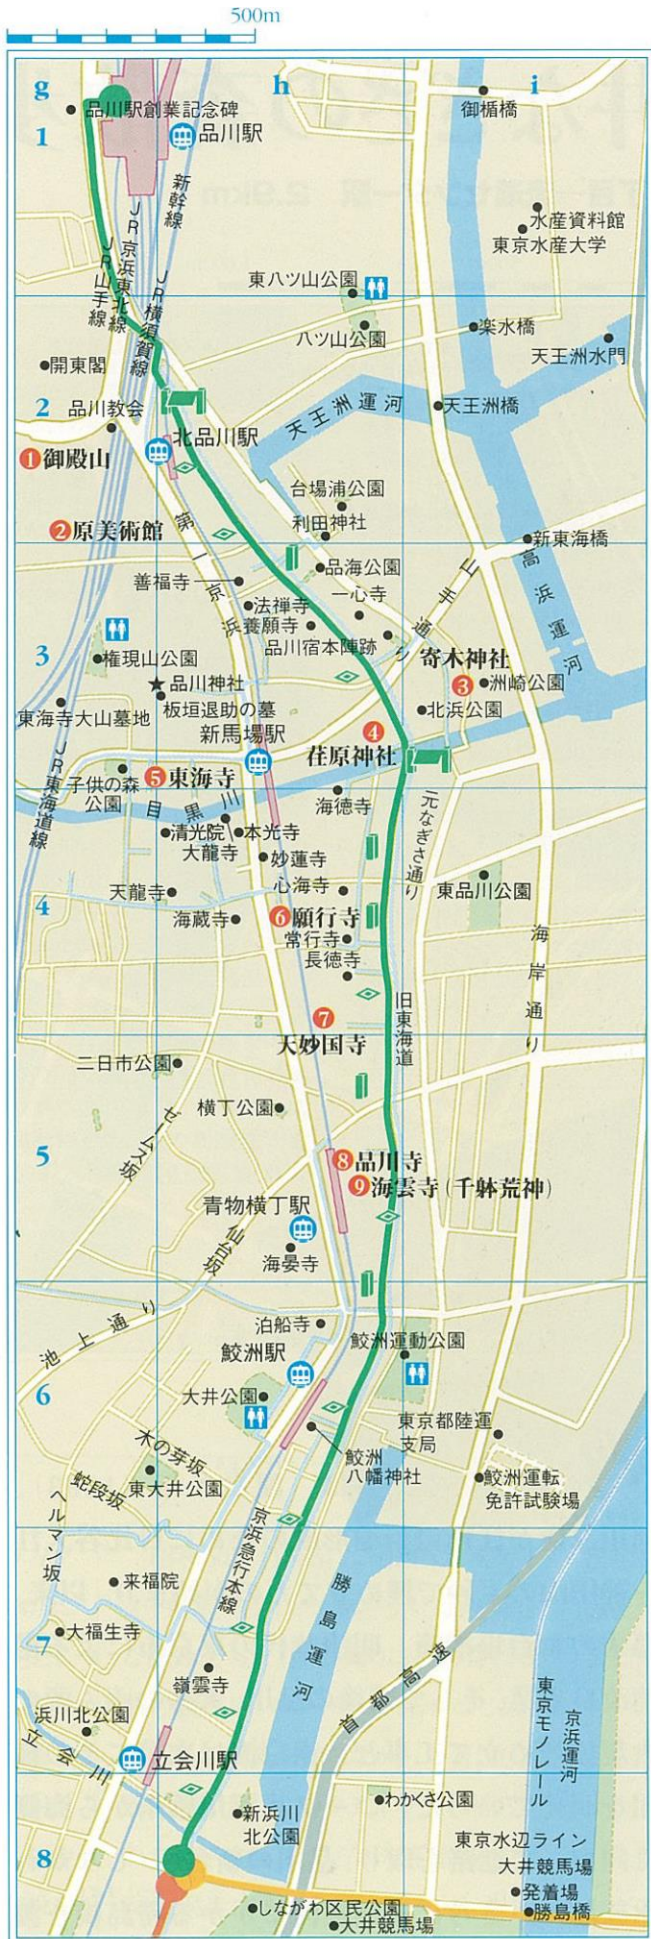 500m
g
h
i
1
品川駅創業記念碑
品川駅
御楯橋
新幹線
水産資料館
東京水産大学
JR京浜東北線
JR山手線
JR横須賀線
東八ツ山公園
八ツ山公園
楽水橋
天王洲水門
開東閣
2
品川教会
天王洲運河
天王洲橋
北品川駅
1御殿山
台場浦公園
利田神社
2原美術館
第一京浜
新東海橋
善福寺
品海公園
山手通り
高浜運河
法禅寺
一心寺
養願寺
品川宿本陣跡
3
権現山公園
寄木神社
3
洲崎公園
品川神社
板垣退助の墓
東海寺大山墓地
北浜公園
新馬場駅
4
荏原神社
JR東海道線
子供の森
公園
5東海寺
目黒川
海徳寺
元なぎさ通り
清光院
本光寺
大龍寺
妙蓮寺
天龍寺
心海寺
東品川公園
4
海蔵寺
6願行寺
常行寺
長徳寺
海岸通り
旧東海道
7
天妙国寺
二日市公園
ゼームス坂
横丁公園
5
8品川寺
9海雲寺(千躰荒神)
青物横丁駅
仙台坂
海晏寺
池上通り
泊船寺
鮫洲駅
鮫洲運動公園
6
大井公園
東京都陸運
支局
木の芽坂
鮫洲
八幡神社
蛇段坂
東大井公園
鮫洲運転
免許試験場
ヘルマン坂
京浜急行本線
来福院
勝島運河
7
大福生寺
嶺雲寺
首都高速
東京モノレール
京浜運河
浜川北公園
立会川
立会川駅
わかくさ公園
新浜川
北公園
東京水辺ライン
大井競馬場
発着場
8
しながわ区民公園
勝島橋
大井競馬場